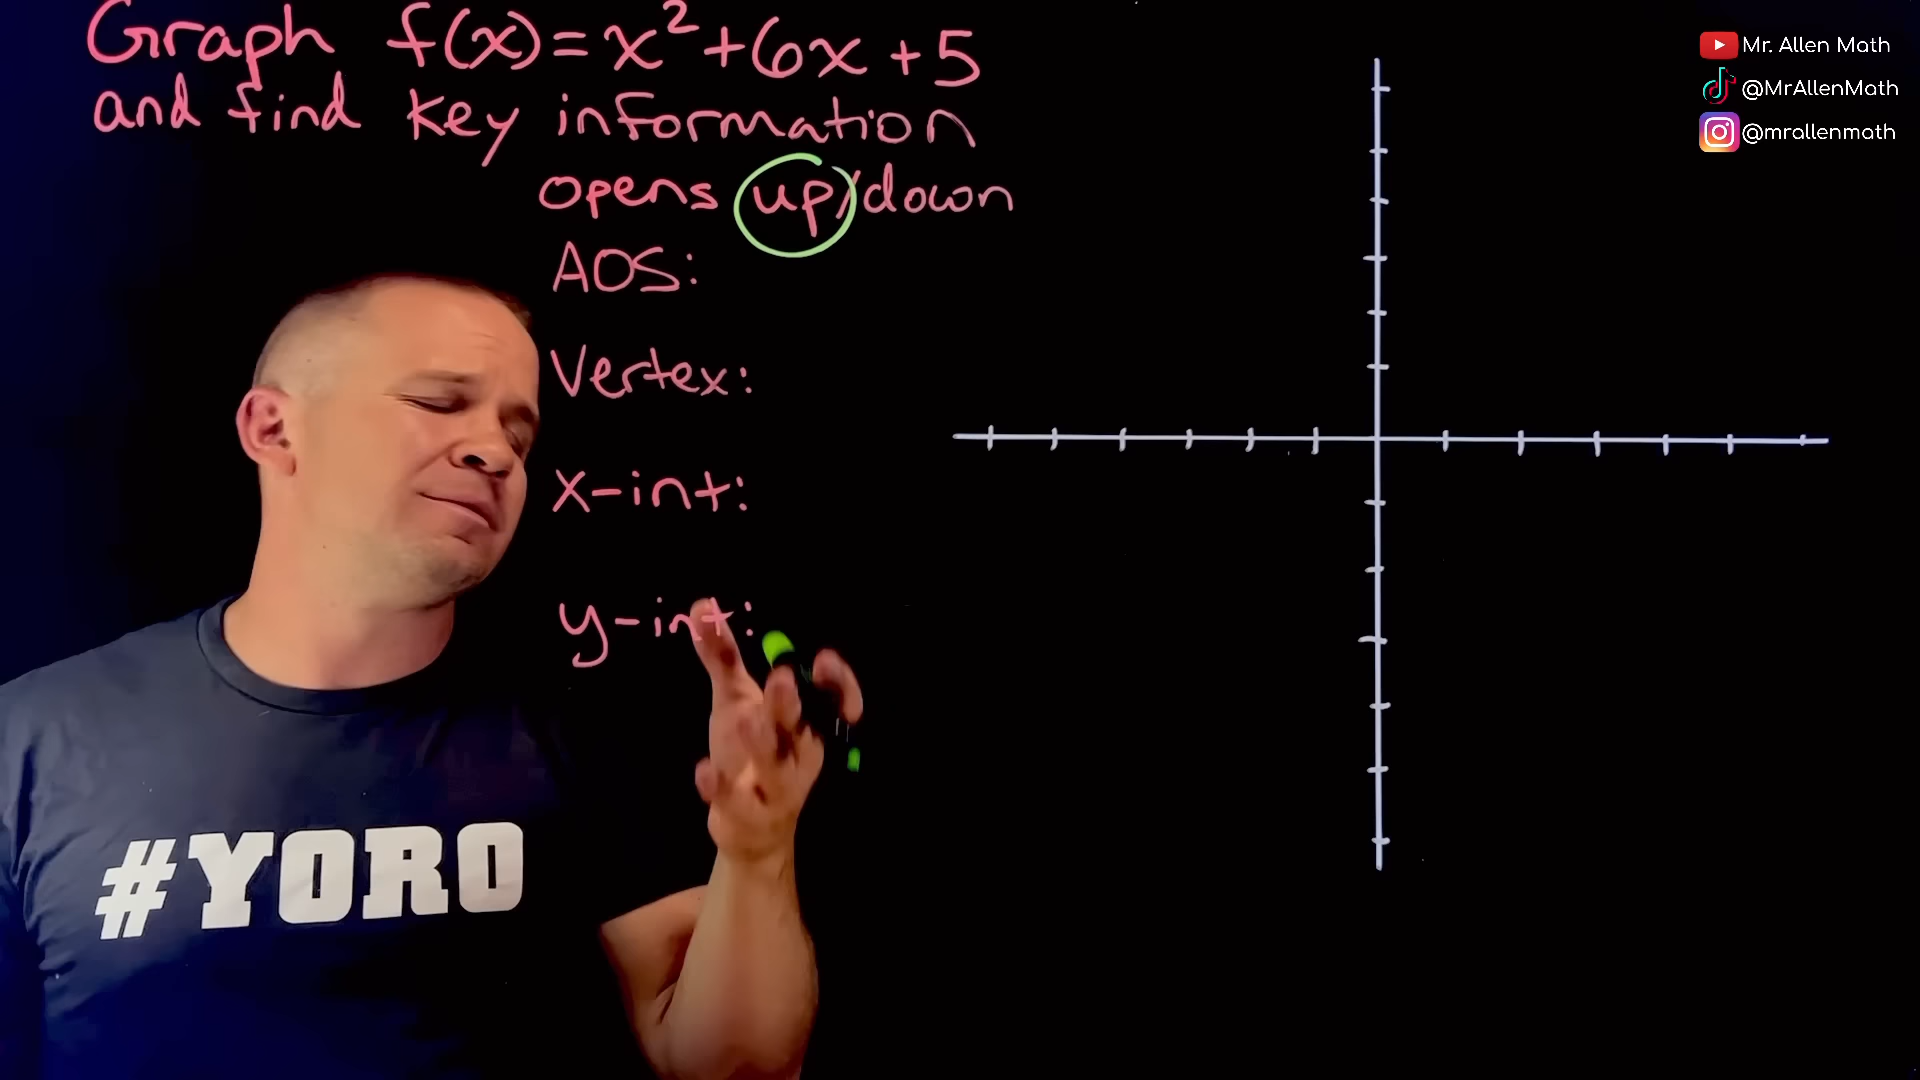 Graph f(x)=x²+6x+5
and find key information
opens up/down
AOS:
Vertex:
x-int:
y-int:
#YORO
Mr. Allen Math
@MrAllenMath
@mrallenmath